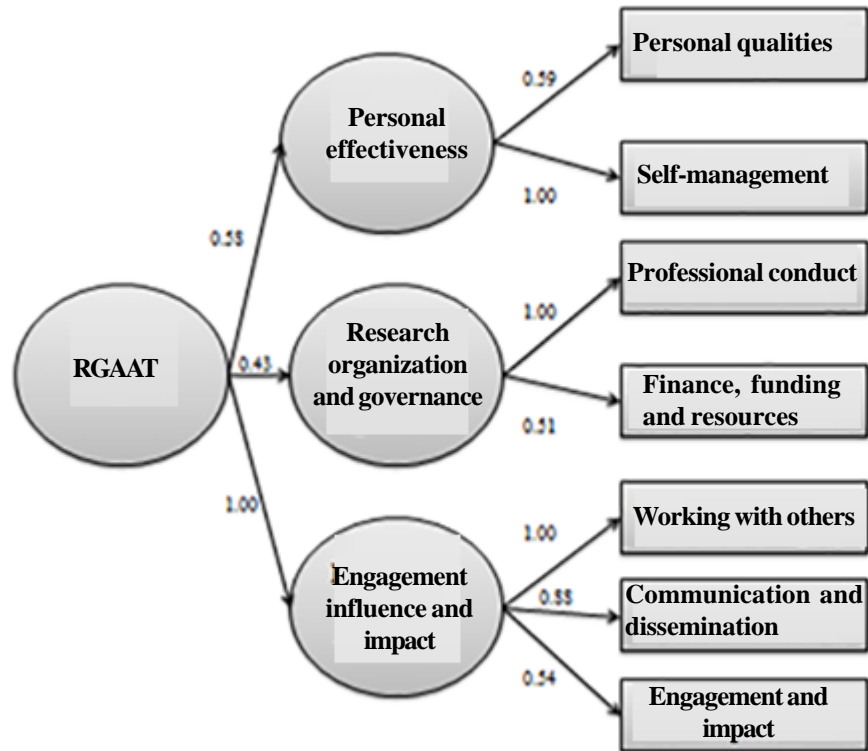 Personal qualities
0.59
Personal
effectiveness
Self-management
1.00
0.58
Professional conduct
1.00
RGAAT
Research
organization
and governance
Finance, funding
and resources
0.51
1.00
Working with others
1.00
Engagement
influence and
impact
0.88
Communication and
dissemination
0.54
Engagement and
impact